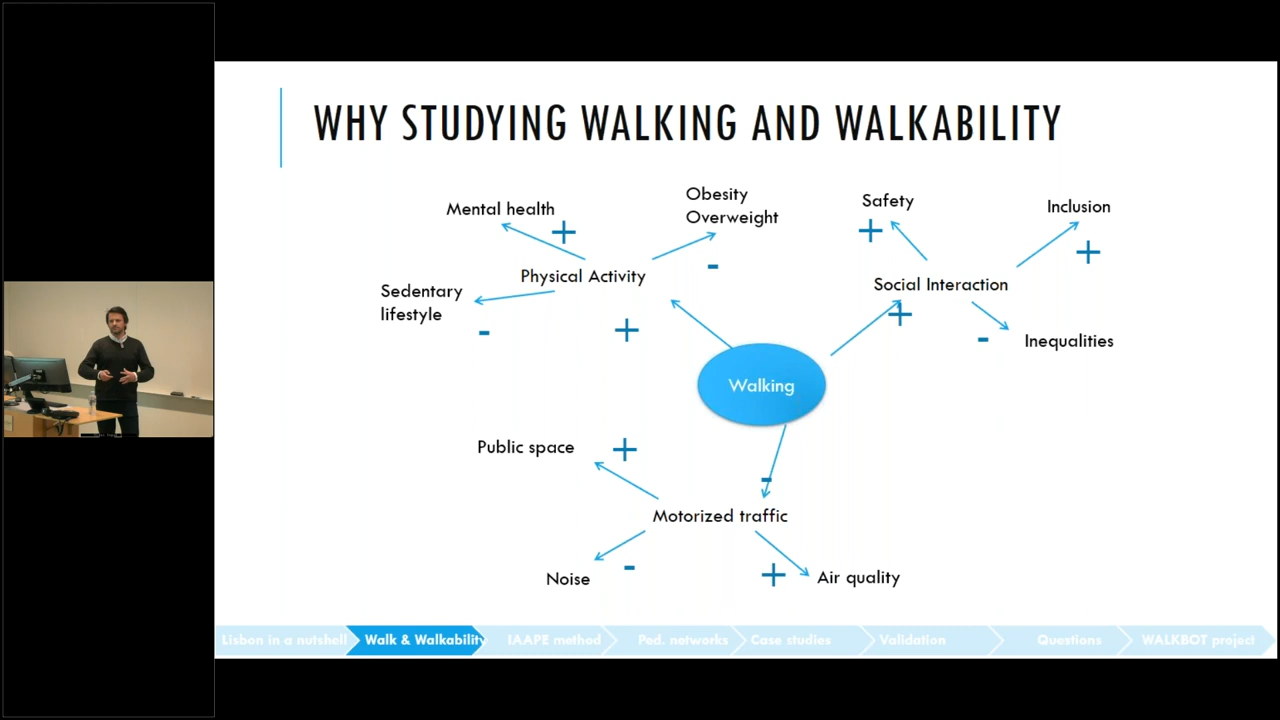 WHY STUDYING WALKING AND WALKABILITY
Mental health
+
Obesity
Overweight
-
Physical Activity
Sedentary
lifestyle
-
+
Safety
+
Inclusion
+
Social Interaction
+
-
Inequalities
Walking
Public space
+
-
Motorized traffic
Noise
-
+
Air quality
Lisbon in a nutshell
Walk & Walkability
IAAPE method
Ped. networks
Case studies
Validation
Questions
WALKBOT project